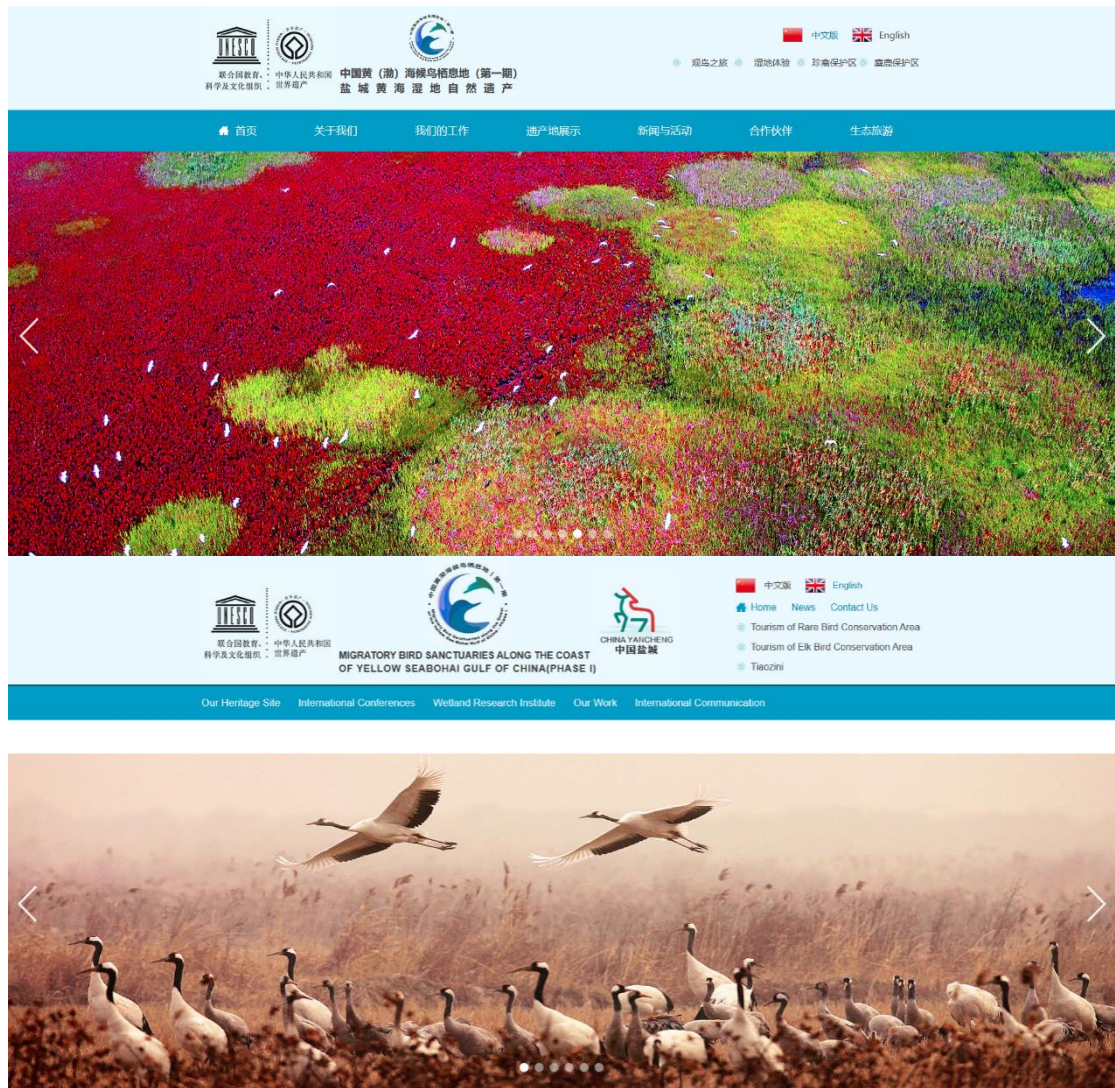 UNESCO
联合国教育、
科学及文化组织
中华人民共和国
世界遗产
中国黄（渤）海候鸟栖息地（第一期）
盐城黄海湿地自然遗产
中文版 English
观鸟之旅 湿地体验 珍禽保护区 麋鹿保护区
首页 关于我们 我们的工作 遗产地展示 新闻与活动 合作伙伴 生态旅游
UNESCO
联合国教育、
科学及文化组织
中华人民共和国
世界遗产
MIGRATORY BIRD SANCTUARIES ALONG THE COAST
OF YELLOW SEABOHAI GULF OF CHINA(PHASE I)
CHINA YANCHENG
中国盐城
中文版 English
Home News Contact Us
Tourism of Rare Bird Conservation Area
Tourism of Elk Bird Conservation Area
Tiaozini
Our Heritage Site International Conferences Wetland Research Institute Our Work International Communication